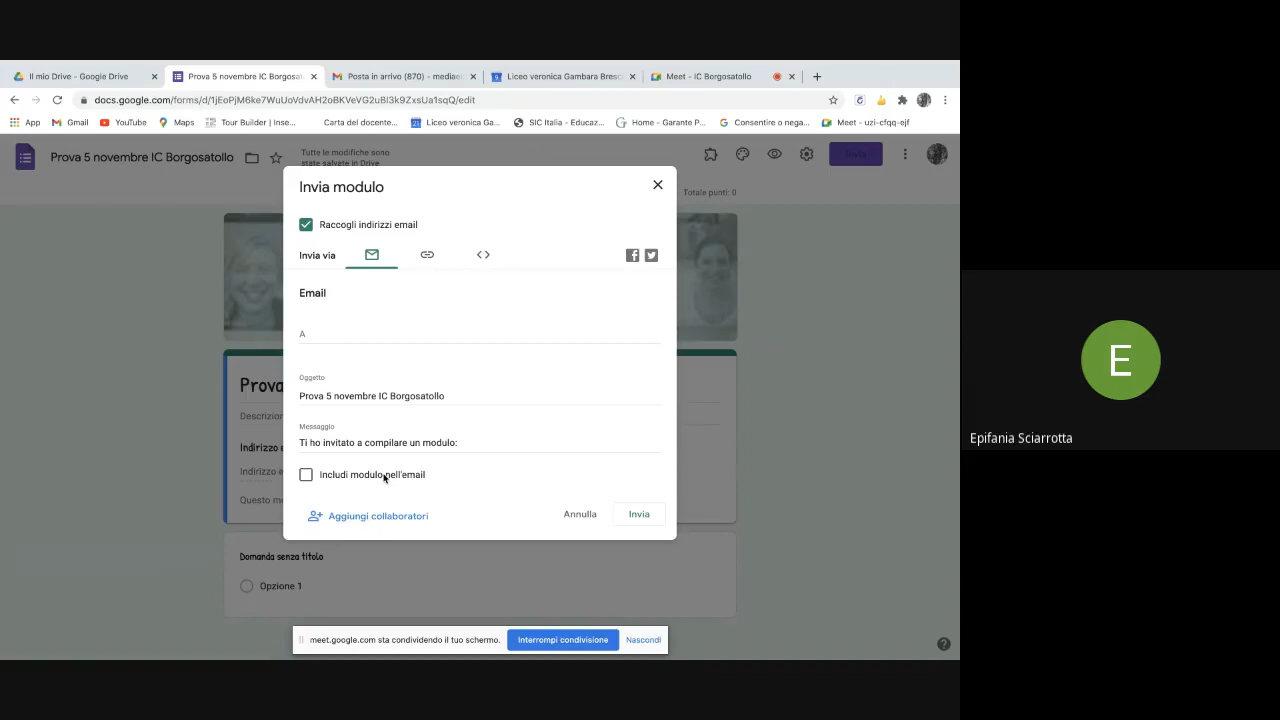 Il mio Drive - Google Drive
Prova 5 novembre IC Borgosat
Posta in arrivo (870) - mediaec
Liceo veronica Gambara Bresc
Meet - IC Borgosatollo
docs.google.com/forms/d/1jEoPjM6ke7WuUoVdvAH2oBKVeVG2uBl3k9ZxsUa1sqQ/edit
App
Gmail
YouTube
Maps
Tour Builder | Inse...
Carta del docente...
Liceo veronica Ga...
SIC Italia - Educaz...
Home - Garante P...
Consentire o nega...
Meet - uzi-cfqq-ejf
Prova 5 novembre IC Borgosatollo
Tutte le modifiche sono
state salvate in Drive
Invia
Totale punti: 0
Invia modulo
Raccogli indirizzi email
Invia via
Email
A
Oggetto
Prova 5 novembre IC Borgosatollo
Messaggio
Ti ho invitato a compilare un modulo:
Includi modulo nell'email
Aggiungi collaboratori
Annulla
Invia
Prova
Descrizion
Indirizzo e
Indirizzo e
Questo m
Domanda senza titolo
Opzione 1
meet.google.com sta condividendo il tuo schermo.
Interrompi condivisione
Nascondi
E
Epifania Sciarrotta